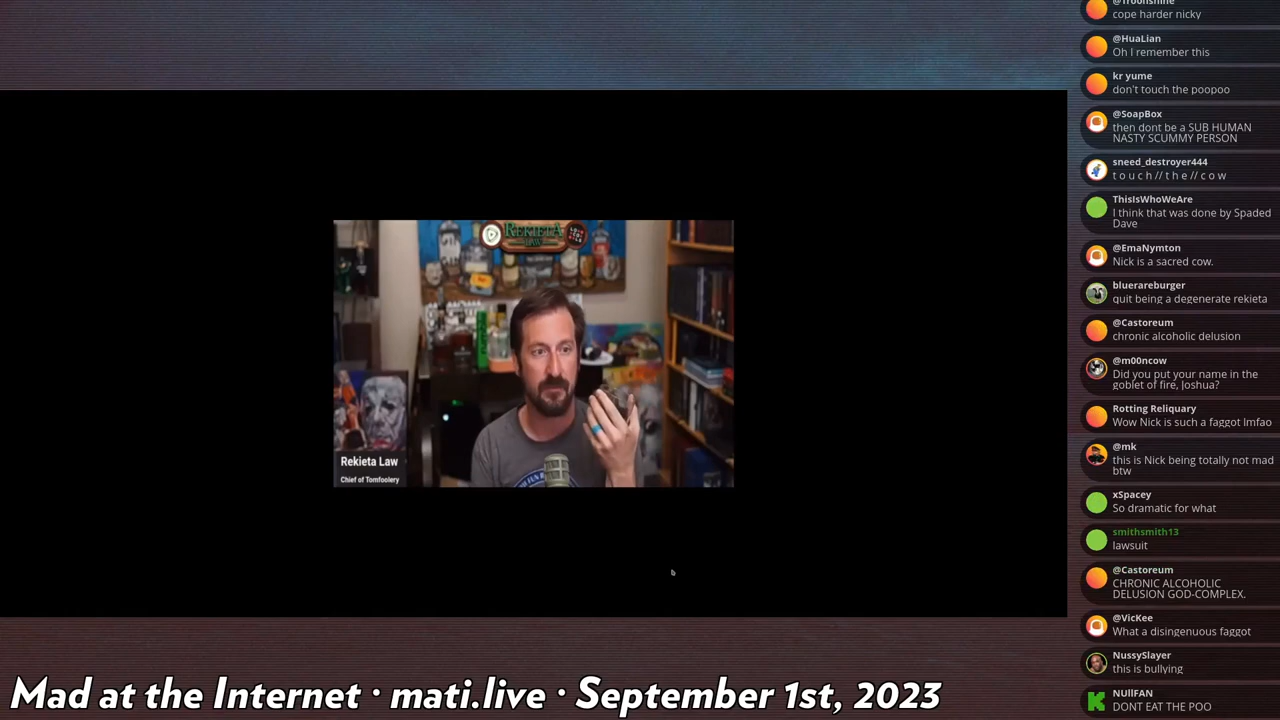 @Troonshine
cope harder nicky
@HuaLian
Oh I remember this
kr yume
don't touch the poopoo
@SoapBox
then dont be a SUB HUMAN
NASTY SCUMMY PERSON
sneed_destroyer444
t o u c h // t h e // c o w
ThisIsWhoWeAre
I think that was done by Spaded
Dave
@EmaNymton
Nick is a sacred cow.
bluerareburger
quit being a degenerate rekieta
@Castoreum
chronic alcoholic delusion
@m00ncow
Did you put your name in the
goblet of fire, Joshua?
Rotting Reliquary
Wow Nick is such a faggot lmfao
@mk
this is Nick being totally not mad
btw
xSpacey
So dramatic for what
smithsmith13
lawsuit
@Castoreum
CHRONIC ALCOHOLIC
DELUSION GOD-COMPLEX.
@VicKee
What a disingenuous faggot
NussySlayer
this is bullying
NUllFAN
DONT EAT THE POO
REKIETA
LAW
Rekieta Law
Chief of Tomfoolery
Mad at the Internet · mati.live · September 1st, 2023